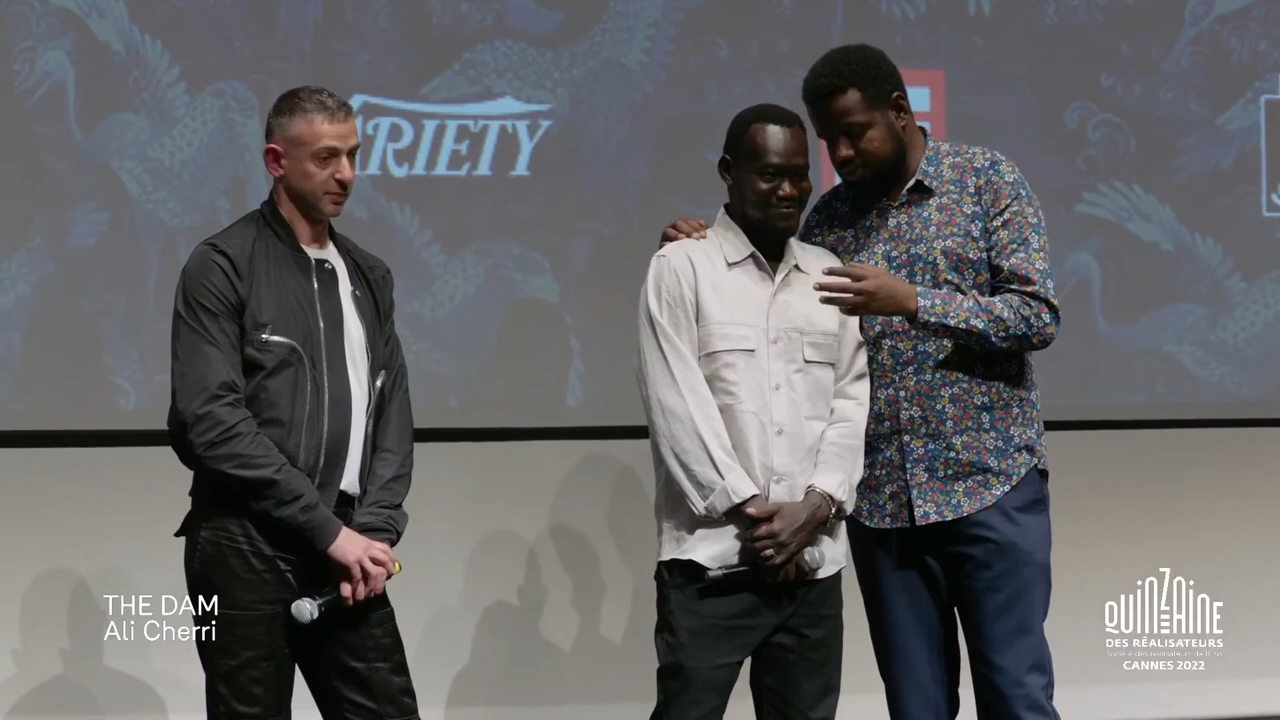 RIETY
THE DAM
Ali Cherri
QUINZAINE
DES RÉALISATEURS
CANNES 2022